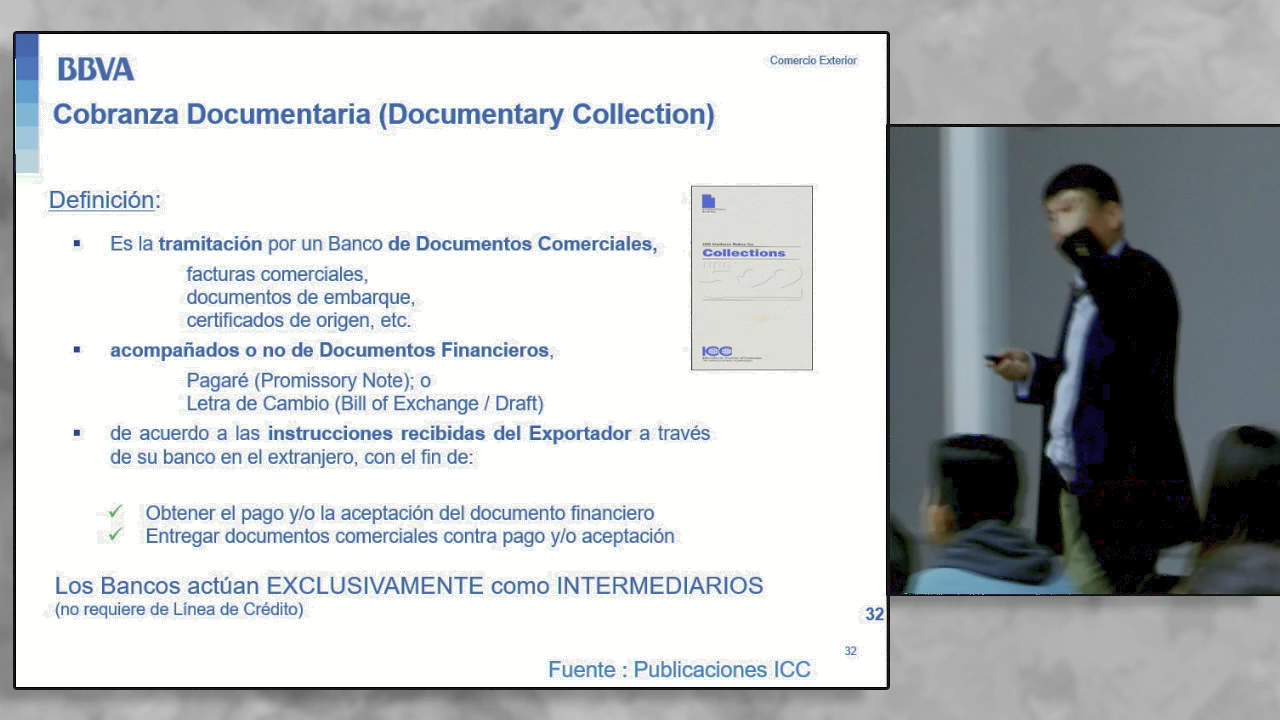 BBVA
Comercio Exterior
Cobranza Documentaria (Documentary Collection)
Definición:
▪ Es la tramitación por un Banco de Documentos Comerciales,
facturas comerciales,
documentos de embarque,
certificados de origen, etc.
▪ acompañados o no de Documentos Financieros,
Pagaré (Promissory Note); o
Letra de Cambio (Bill of Exchange / Draft)
▪ de acuerdo a las instrucciones recibidas del Exportador a través
de su banco en el extranjero, con el fin de:
✓ Obtener el pago y/o la aceptación del documento financiero
✓ Entregar documentos comerciales contra pago y/o aceptación
Collections
522
ICC
Los Bancos actúan EXCLUSIVAMENTE como INTERMEDIARIOS
(no requiere de Línea de Crédito)
32
32
Fuente : Publicaciones ICC